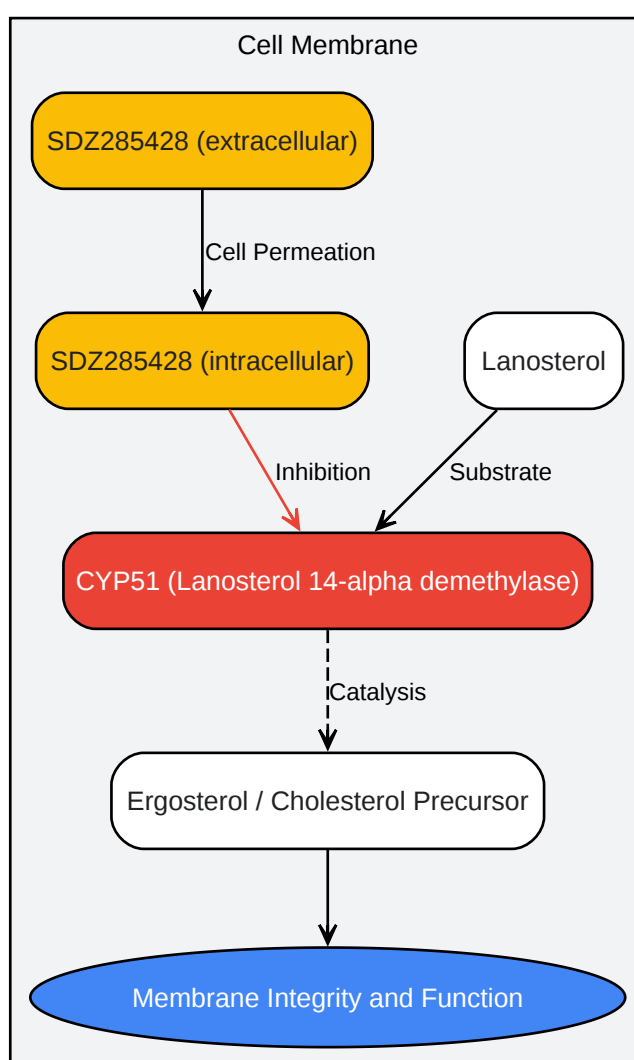 Cell Membrane
SDZ285428 (extracellular)
Cell Permeation
SDZ285428 (intracellular)
Lanosterol
Inhibition
Substrate
CYP51 (Lanosterol 14-alpha demethylase)
Catalysis
Ergosterol / Cholesterol Precursor
Membrane Integrity and Function